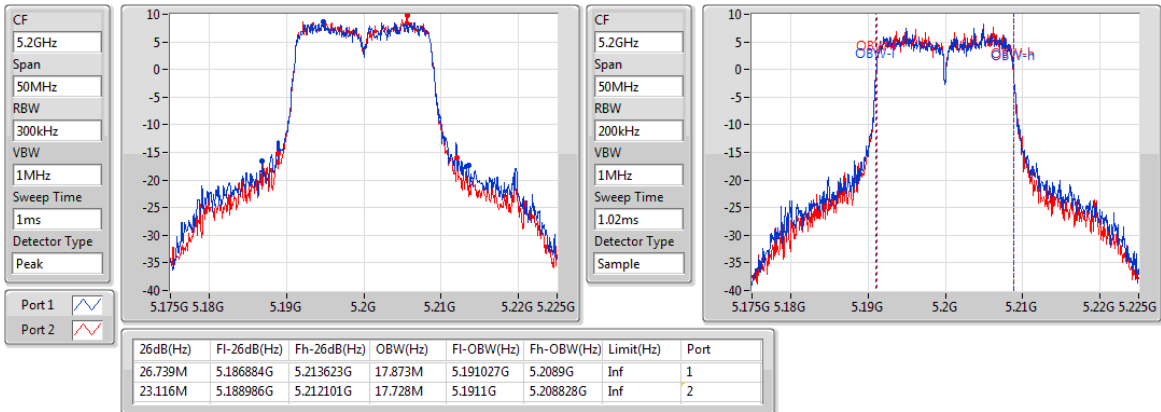 CF
5.2GHz
Span
50MHz
RBW
300kHz
VBW
1MHz
Sweep Time
1ms
Detector Type
Peak
Port 1
Port 2
10
5
0
-5
-10
-15
-20
-25
-30
-35
-40
5.175G 5.18G 5.19G 5.2G 5.21G 5.22G 5.225G
CF
5.2GHz
Span
50MHz
RBW
200kHz
VBW
1MHz
Sweep Time
1.02ms
Detector Type
Sample
10
5
0
-5
-10
-15
-20
-25
-30
-35
-40
OBW-l
OBW-h
5.175G 5.18G 5.19G 5.2G 5.21G 5.22G 5.225G
26dB(Hz) Fl-26dB(Hz) Fh-26dB(Hz) OBW(Hz) Fl-OBW(Hz) Fh-OBW(Hz) Limit(Hz) Port
26.739M 5.186884G 5.213623G 17.873M 5.191027G 5.2089G Inf 1
23.116M 5.188986G 5.212101G 17.728M 5.1911G 5.208828G Inf 2